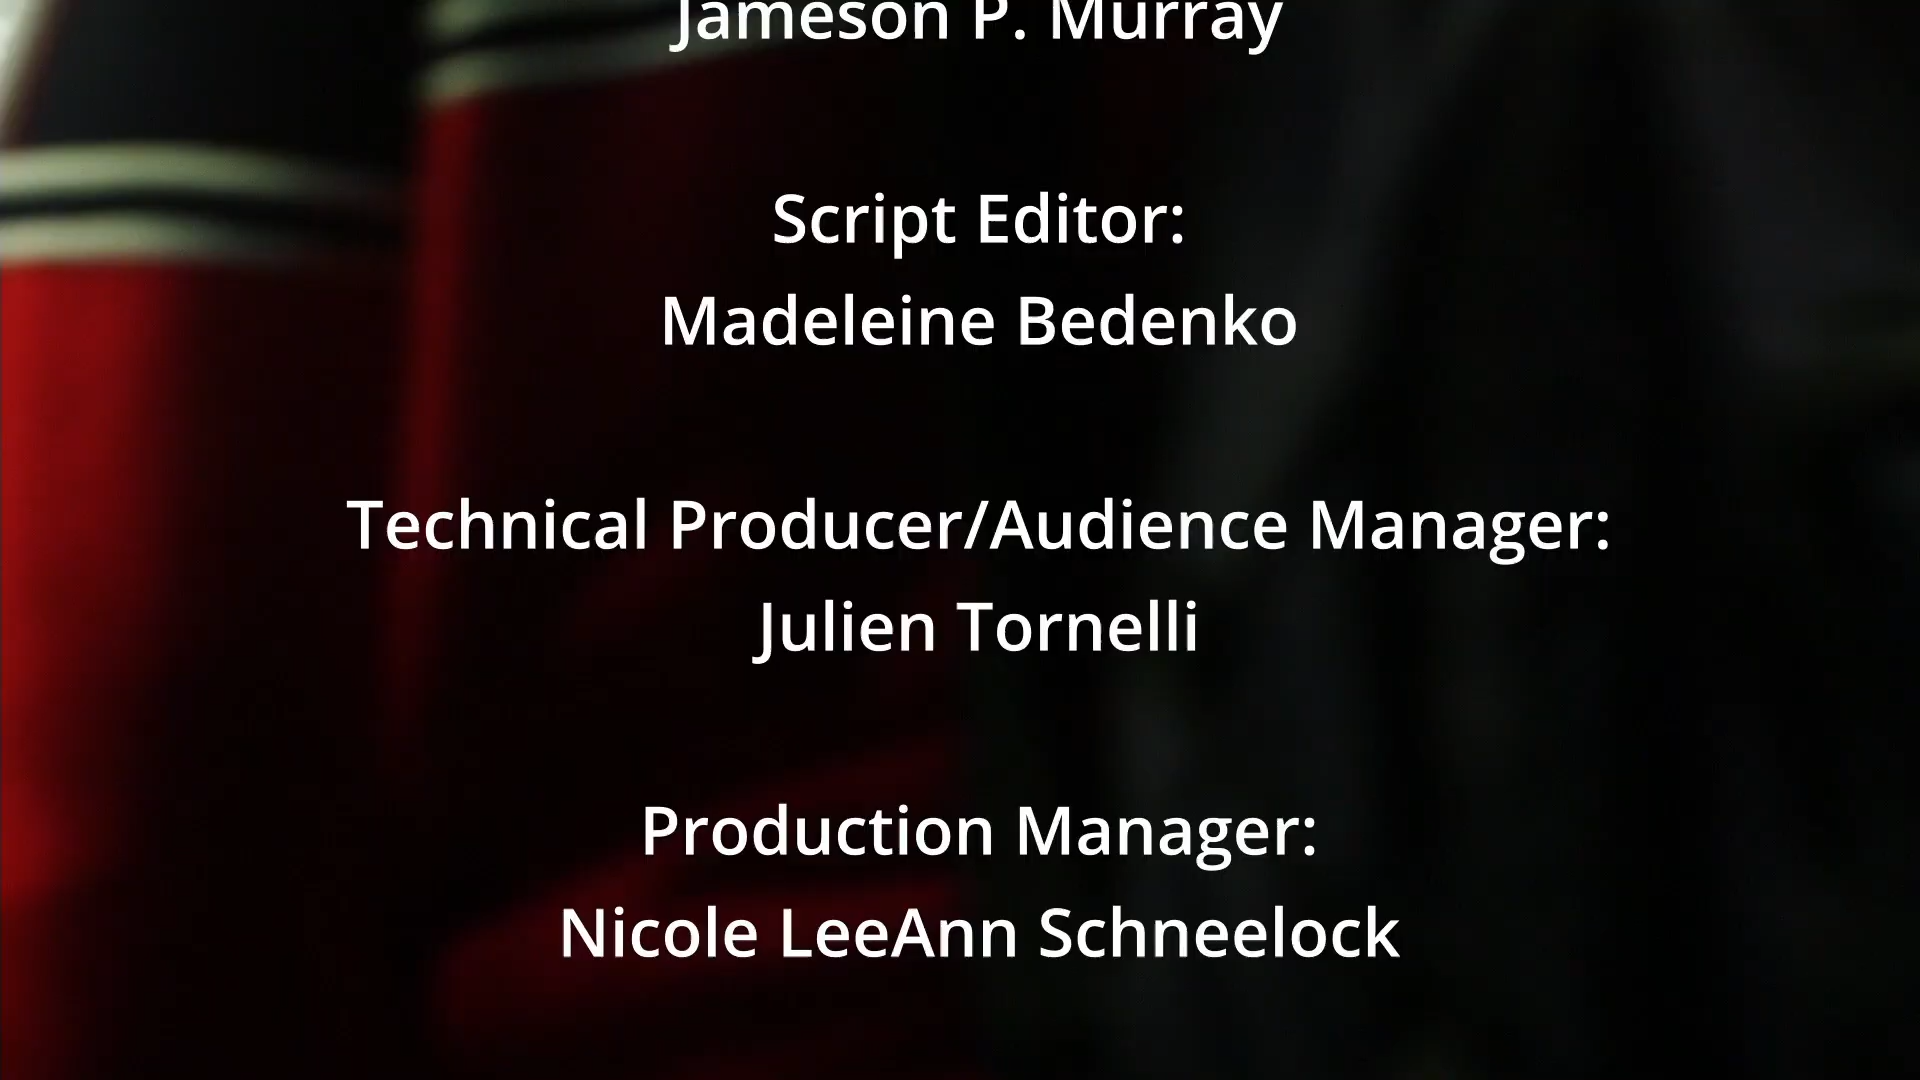 Jameson P. Murray
Script Editor:
Madeleine Bedenko
Technical Producer/Audience Manager:
Julien Tornelli
Production Manager:
Nicole LeeAnn Schneelock